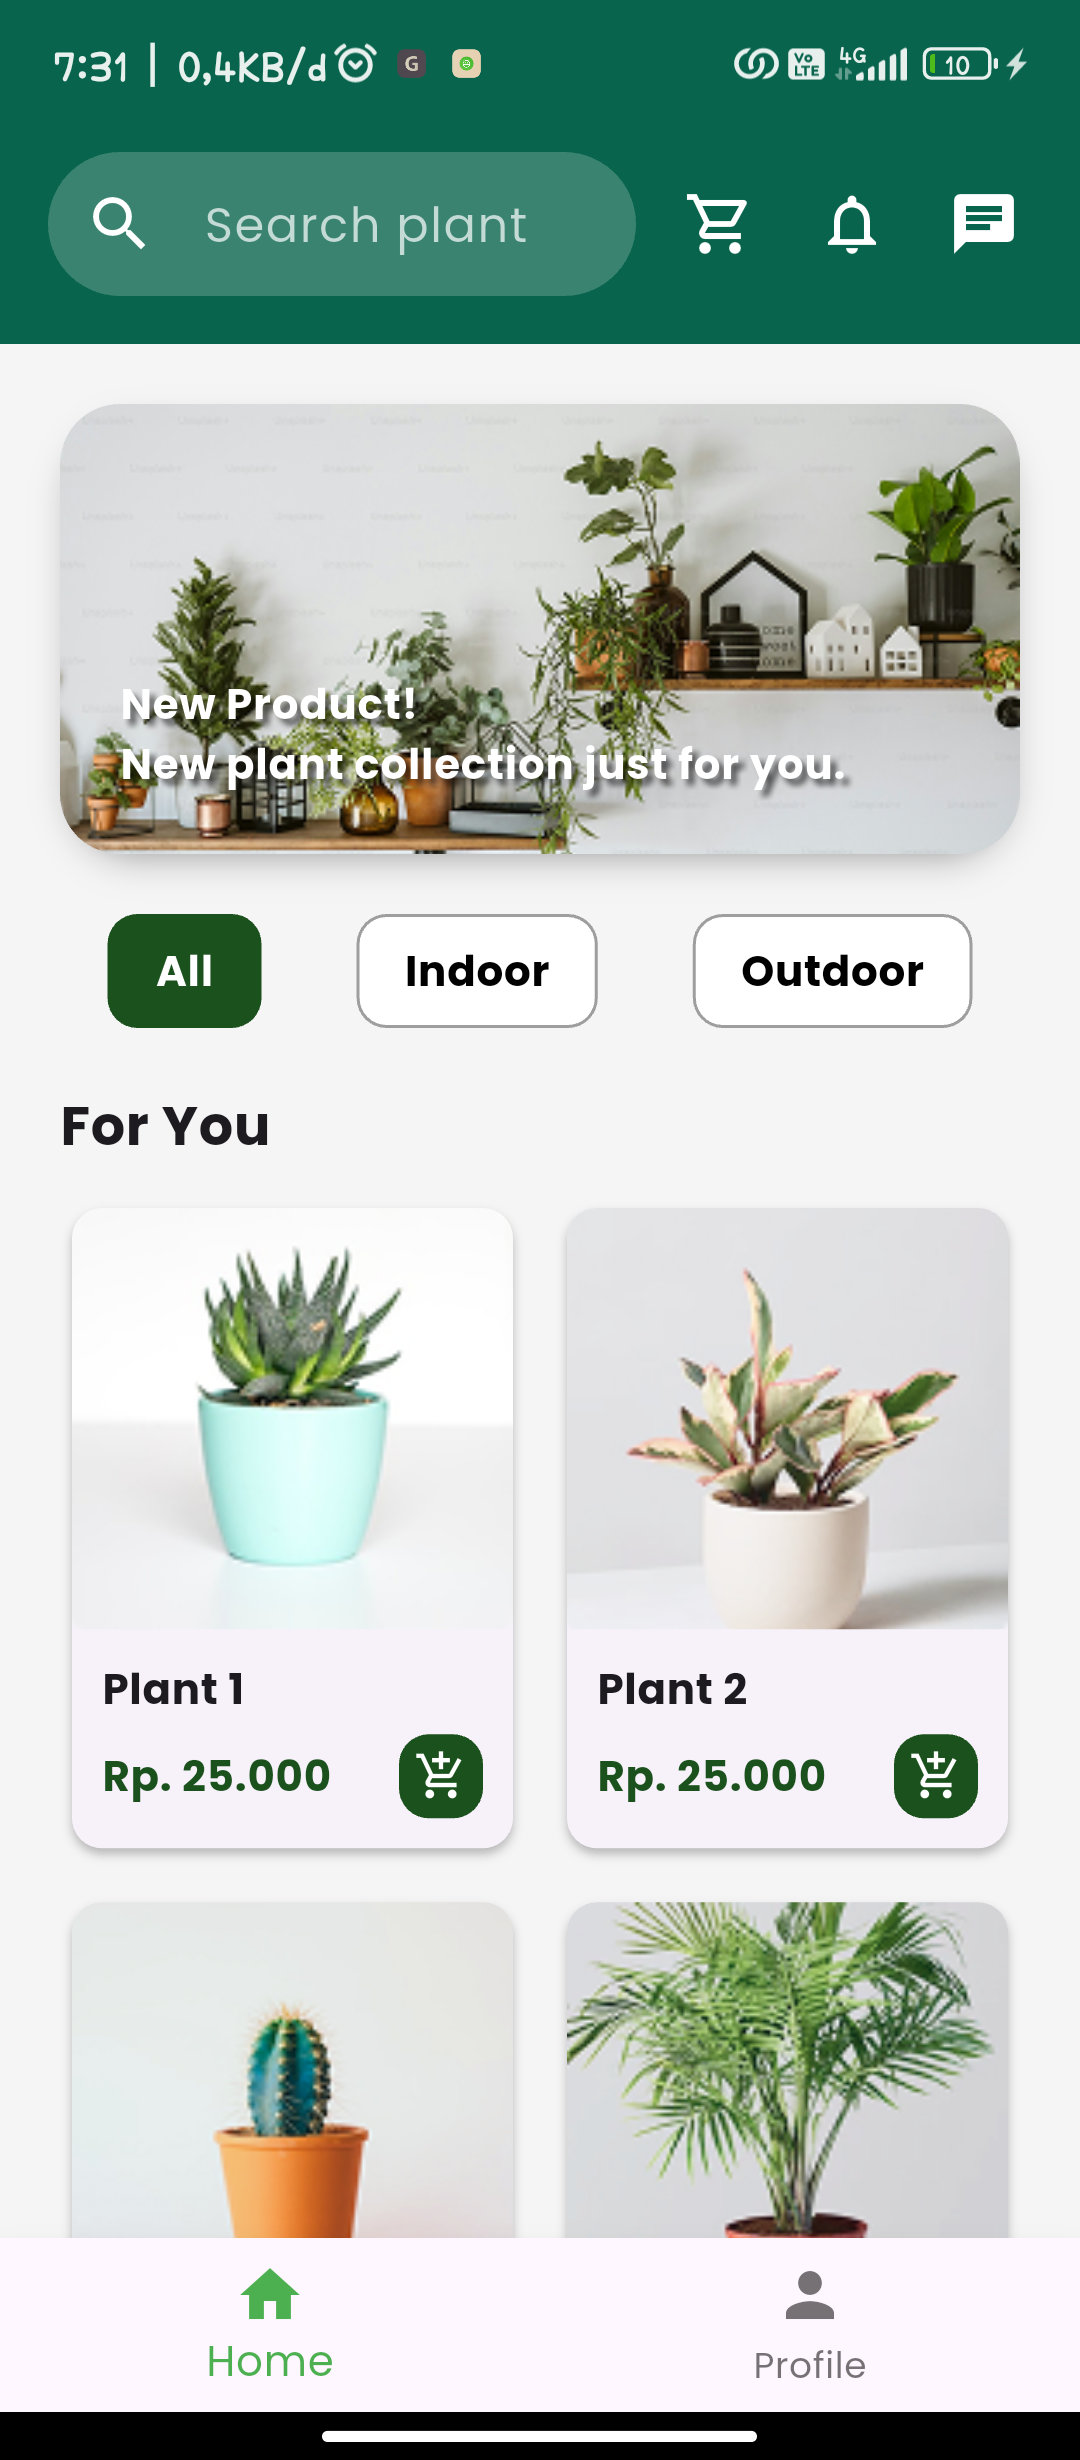 7:31 | 0,4KB/d G Vo LTE 4G 10
Search plant
New Product!
New plant collection just for you.
All Indoor Outdoor
For You
Plant 1 Plant 2
Rp. 25.000 Rp. 25.000
Home Profile